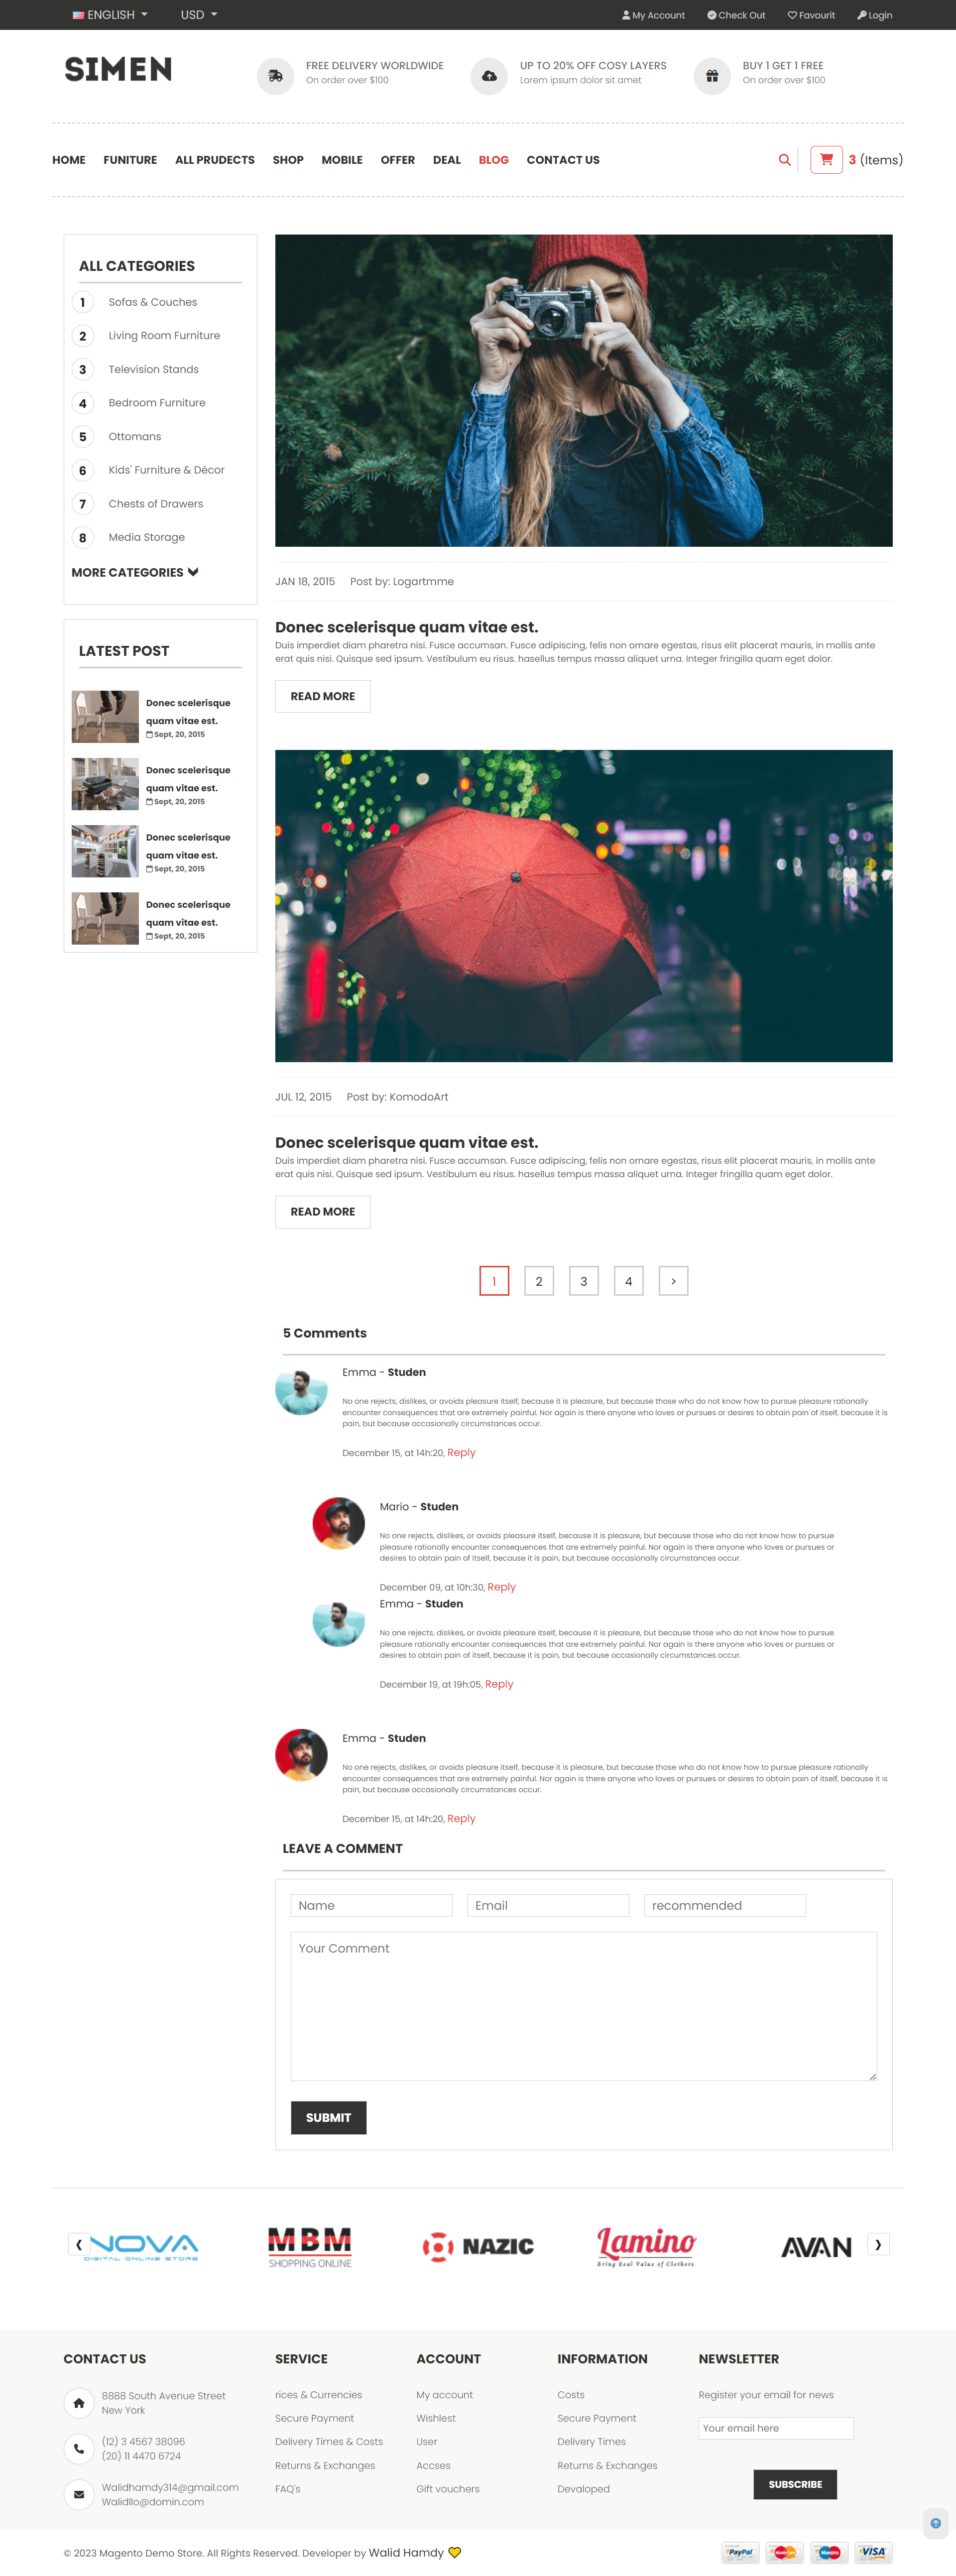 ENGLISH USD My Account Check Out Favourit Login
SIMEN
FREE DELIVERY WORLDWIDE
On order over $100
UP TO 20% OFF COSY LAYERS
Lorem ipsum dolor sit amet
BUY 1 GET 1 FREE
On order over $100
HOME FUNITURE ALL PRUDECTS SHOP MOBILE OFFER DEAL BLOG CONTACT US 3 (Items)
ALL CATEGORIES
1 Sofas & Couches
2 Living Room Furniture
3 Television Stands
4 Bedroom Furniture
5 Ottomans
6 Kids' Furniture & Décor
7 Chests of Drawers
8 Media Storage
MORE CATEGORIES
LATEST POST
Donec scelerisque
quam vitae est.
Sept, 20, 2015
Donec scelerisque
quam vitae est.
Sept, 20, 2015
Donec scelerisque
quam vitae est.
Sept, 20, 2015
Donec scelerisque
quam vitae est.
Sept, 20, 2015
JAN 18, 2015 Post by: Logartmme
Donec scelerisque quam vitae est.
Duis imperdiet diam pharetra nisi. Fusce accumsan. Fusce adipiscing, felis non ornare egestas, risus elit placerat mauris, in mollis ante
erat quis nisi. Quisque sed ipsum. Vestibulum eu risus. hasellus tempus massa aliquet urna. Integer fringilla quam eget dolor.
READ MORE
JUL 12, 2015 Post by: KomodoArt
Donec scelerisque quam vitae est.
Duis imperdiet diam pharetra nisi. Fusce accumsan. Fusce adipiscing, felis non ornare egestas, risus elit placerat mauris, in mollis ante
erat quis nisi. Quisque sed ipsum. Vestibulum eu risus. hasellus tempus massa aliquet urna. Integer fringilla quam eget dolor.
READ MORE
1 2 3 4 >
5 Comments
Emma - Studen
No one rejects, dislikes, or avoids pleasure itself, because it is pleasure, but because those who do not know how to pursue pleasure rationally
encounter consequences that are extremely painful. Nor again is there anyone who loves or pursues or desires to obtain pain of itself, because it is
pain, but because occasionally circumstances occur.
December 15, at 14h:20, Reply
Mario - Studen
No one rejects, dislikes, or avoids pleasure itself, because it is pleasure, but because those who do not know how to pursue
pleasure rationally encounter consequences that are extremely painful. Nor again is there anyone who loves or pursues or
desires to obtain pain of itself, because it is pain, but because occasionally circumstances occur.
December 09, at 10h:30, Reply
Emma - Studen
No one rejects, dislikes, or avoids pleasure itself, because it is pleasure, but because those who do not know how to pursue
pleasure rationally encounter consequences that are extremely painful. Nor again is there anyone who loves or pursues or
desires to obtain pain of itself, because it is pain, but because occasionally circumstances occur.
December 19, at 19h:05, Reply
Emma - Studen
No one rejects, dislikes, or avoids pleasure itself, because it is pleasure, but because those who do not know how to pursue pleasure rationally
encounter consequences that are extremely painful. Nor again is there anyone who loves or pursues or desires to obtain pain of itself, because it is
pain, but because occasionally circumstances occur.
December 15, at 14h:20, Reply
LEAVE A COMMENT
Name Email recommended
Your Comment
SUBMIT
NOVA
DIGITAL ONLINE STORE
MBM
SHOPPING ONLINE
NAZIC
Lamino
Bring Real Value of Clothers
AVAN
CONTACT US
8888 South Avenue Street
New York
(12) 3 4567 38096
(20) 11 4470 6724
Walidhamdy314@gmail.com
Walidllo@domin.com
SERVICE
rices & Currencies
Secure Payment
Delivery Times & Costs
Returns & Exchanges
FAQ's
ACCOUNT
My account
Wishlest
User
Accses
Gift vouchers
INFORMATION
Costs
Secure Payment
Delivery Times
Returns & Exchanges
Devaloped
NEWSLETTER
Register your email for news
Your email here
SUBSCRIBE
© 2023 Magento Demo Store. All Rights Reserved. Developer by Walid Hamdy
PayPal MasterCard Maestro VISA